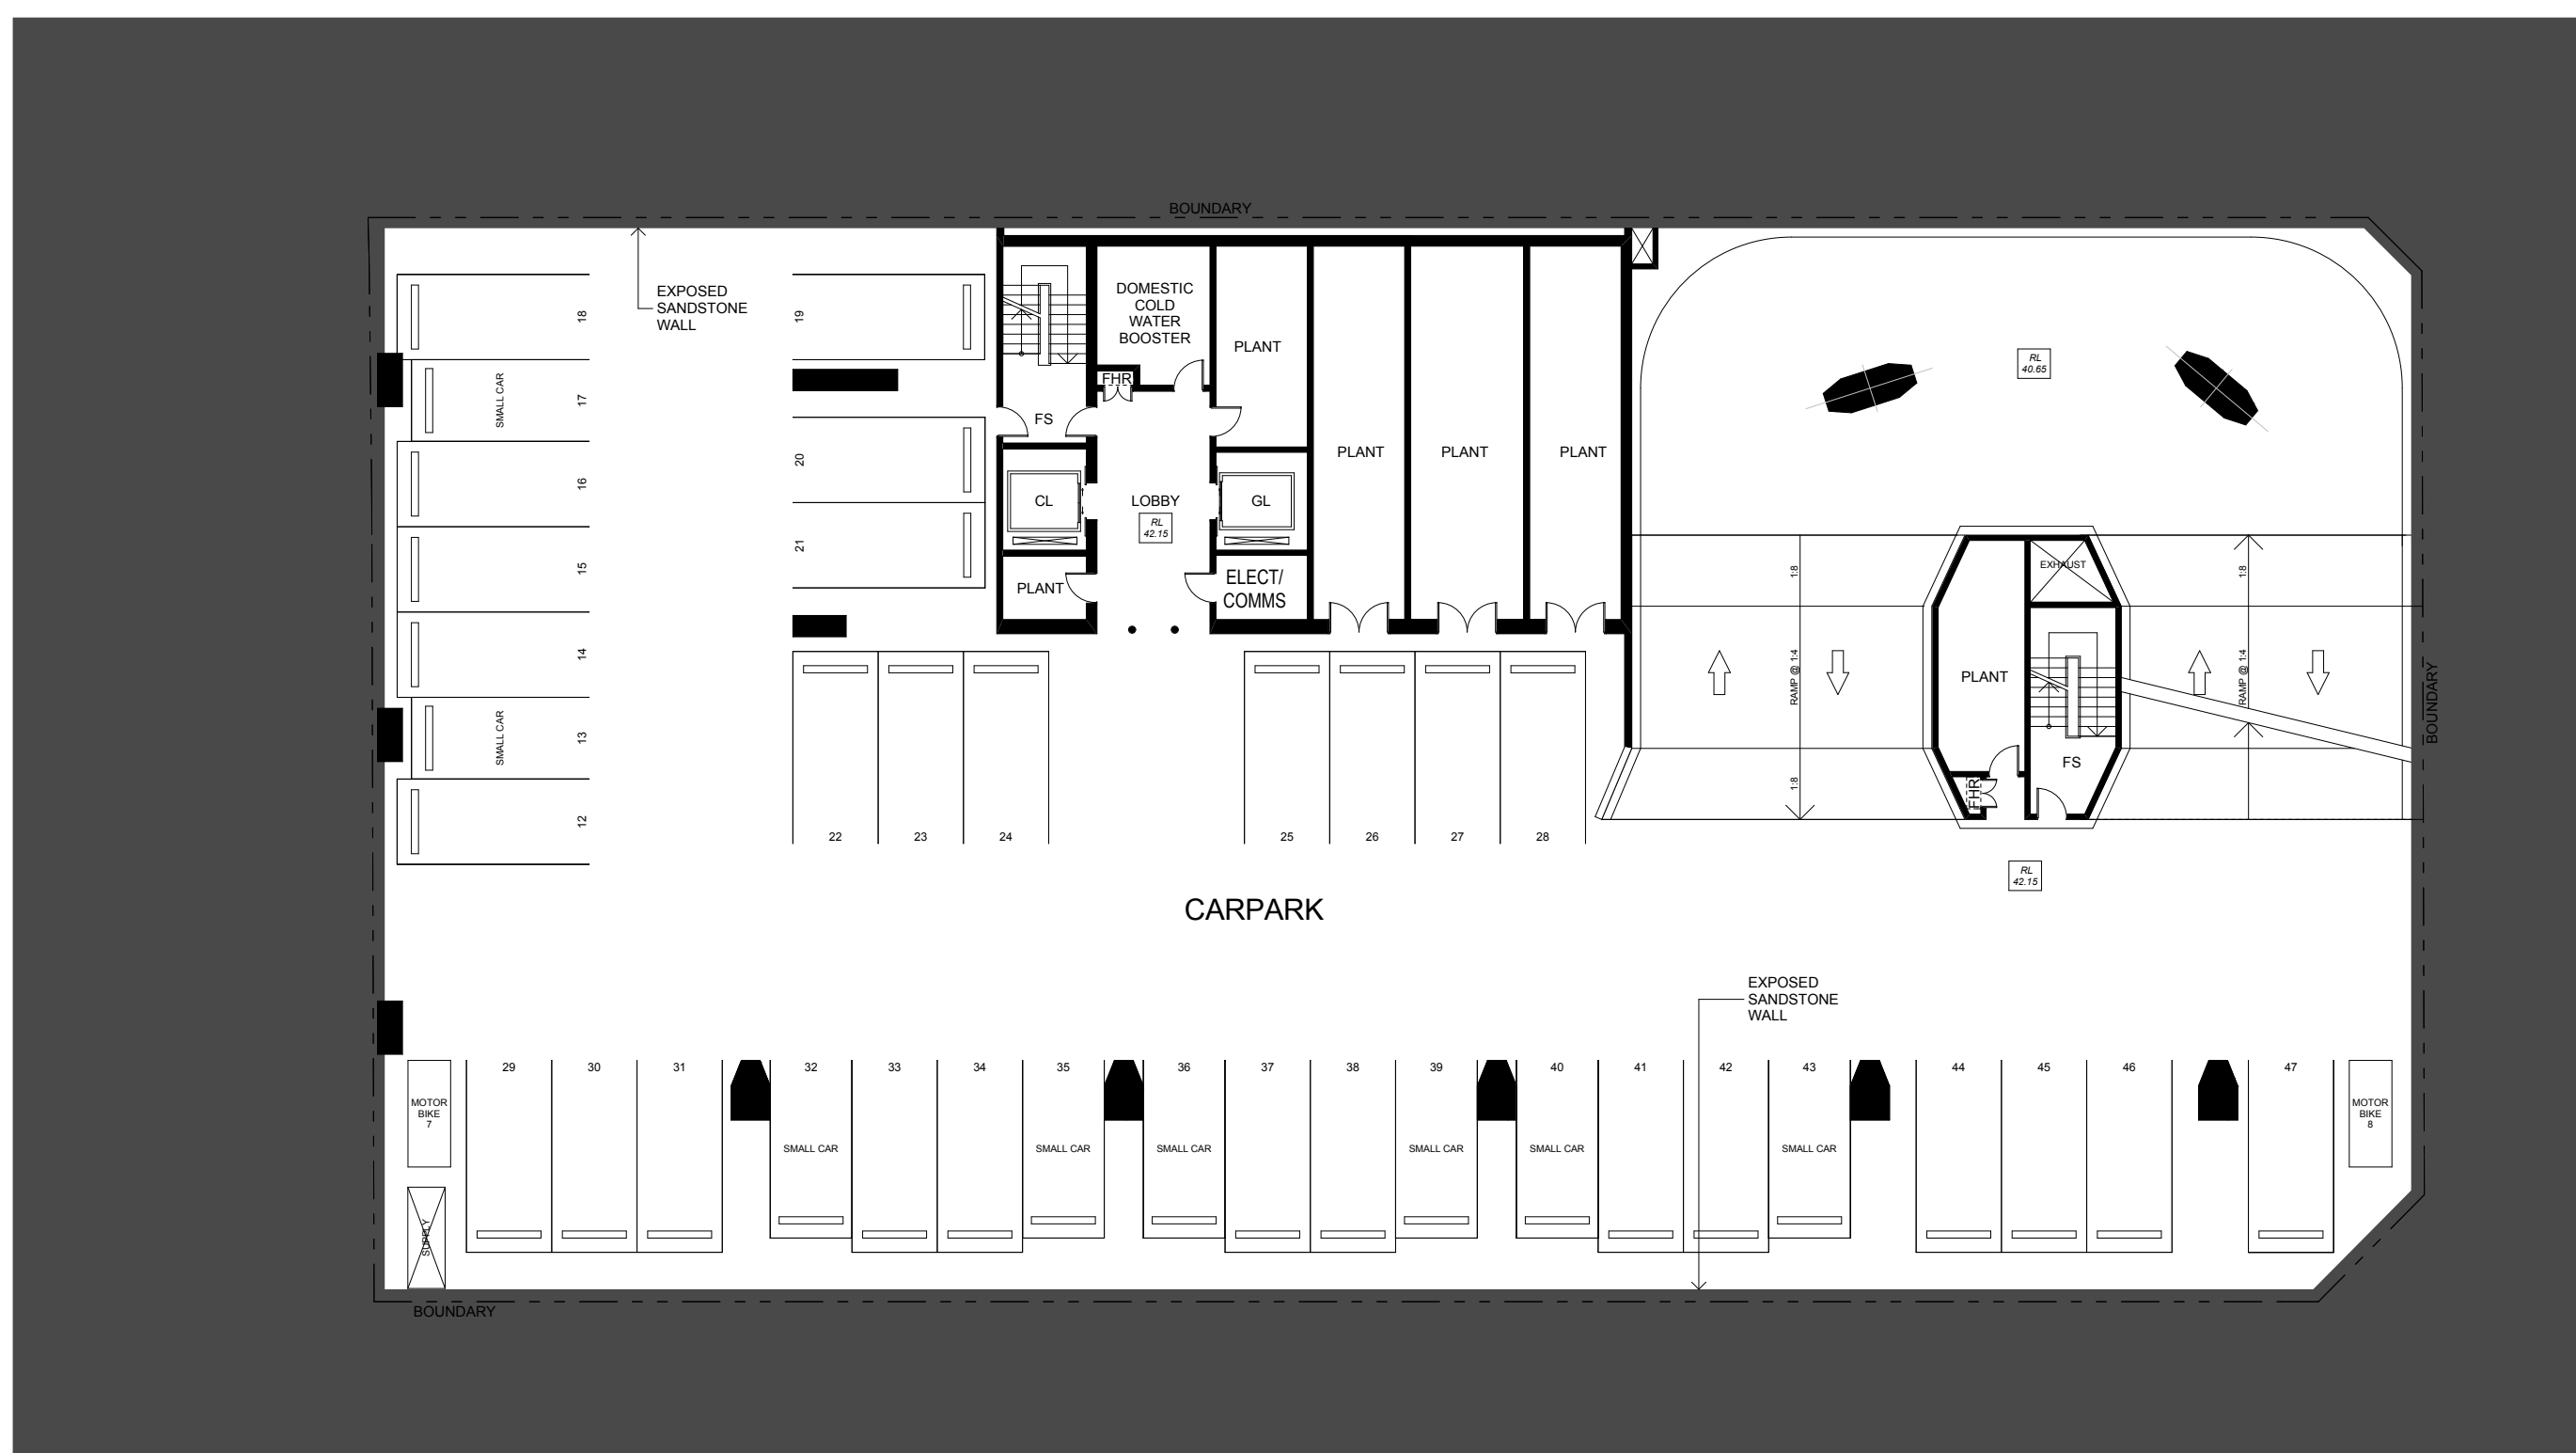 BOUNDARY
EXPOSED
SANDSTONE
WALL
18
SMALL CAR
17
16
15
14
SMALL CAR
13
12
19
20
21
FS
CL
PLANT
DOMESTIC
COLD
WATER
BOOSTER
FHR
LOBBY
RL
42.15
PLANT
GL
ELECT/
COMMS
PLANT
PLANT
PLANT
RL
40.65
1:8
RAMP @ 1:4
1:8
EXHAUST
PLANT
FHR
FS
1:8
RAMP @ 1:4
BOUNDARY
22
23
24
25
26
27
28
RL
42.15
CARPARK
EXPOSED
SANDSTONE
WALL
MOTOR
BIKE
7
SUPPLY
29
30
31
32
SMALL CAR
33
34
35
SMALL CAR
36
SMALL CAR
37
38
39
SMALL CAR
40
SMALL CAR
41
42
43
SMALL CAR
44
45
46
47
MOTOR
BIKE
8
BOUNDARY